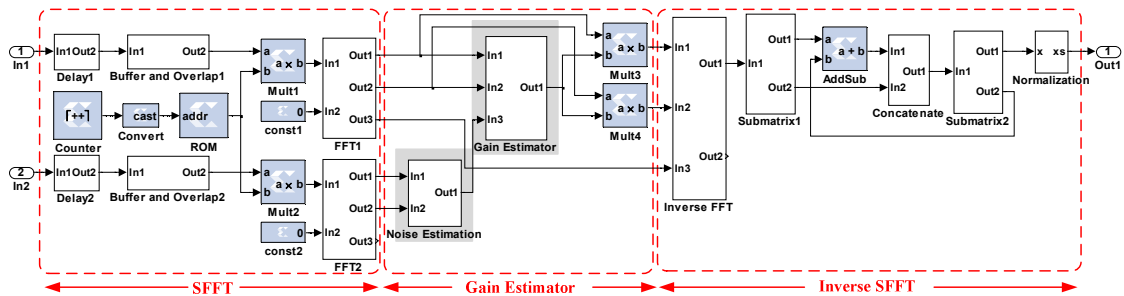 1
In1
In1 Out2
Delay1
In1 Out2
Buffer and Overlap1
⌈++⌉
Counter
cast
Convert
addr
ROM
2
In2
In1 Out2
Delay2
In1 Out2
Buffer and Overlap2
a
b
a × b
Mult1
0
const1
In1
In2
Out1
Out2
Out3
FFT1
a
b
a × b
Mult2
0
const2
In1
In2
Out1
Out2
Out3
FFT2
In1
In2
Out1
Noise Estimation
In1
In2
In3
Out1
Gain Estimator
a
b
a × b
Mult3
a
b
a × b
Mult4
In1
In2
In3
Out1
Out2
Inverse FFT
In1
Out1
Out2
Submatrix1
a
b
a + b
AddSub
In1
In2
Out1
Concatenate
In1
Out1
Out2
Submatrix2
x xs
Normalization
1
Out1
SFFT
Gain Estimator
Inverse SFFT